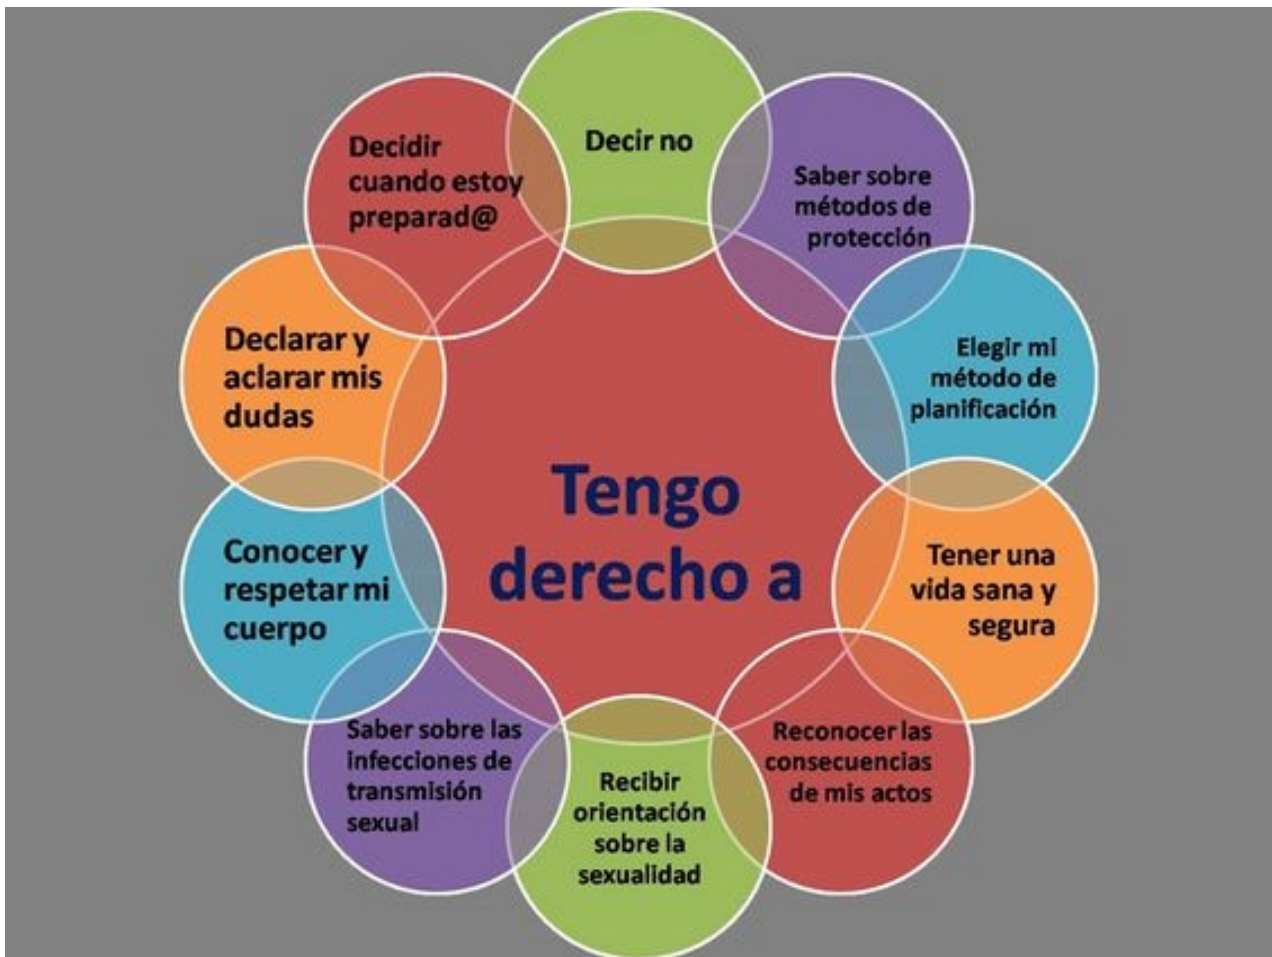 Decir no
Saber sobre
métodos de
protección
Elegir mi
método de
planificación
Tener una
vida sana y
segura
Reconocer las
consecuencias
de mis actos
Recibir
orientación
sobre la
sexualidad
Saber sobre las
infecciones de
transmisión
sexual
Conocer y
respetar mi
cuerpo
Declarar y
aclarar mis
dudas
Decidir
cuando estoy
preparad@
Tengo
derecho a